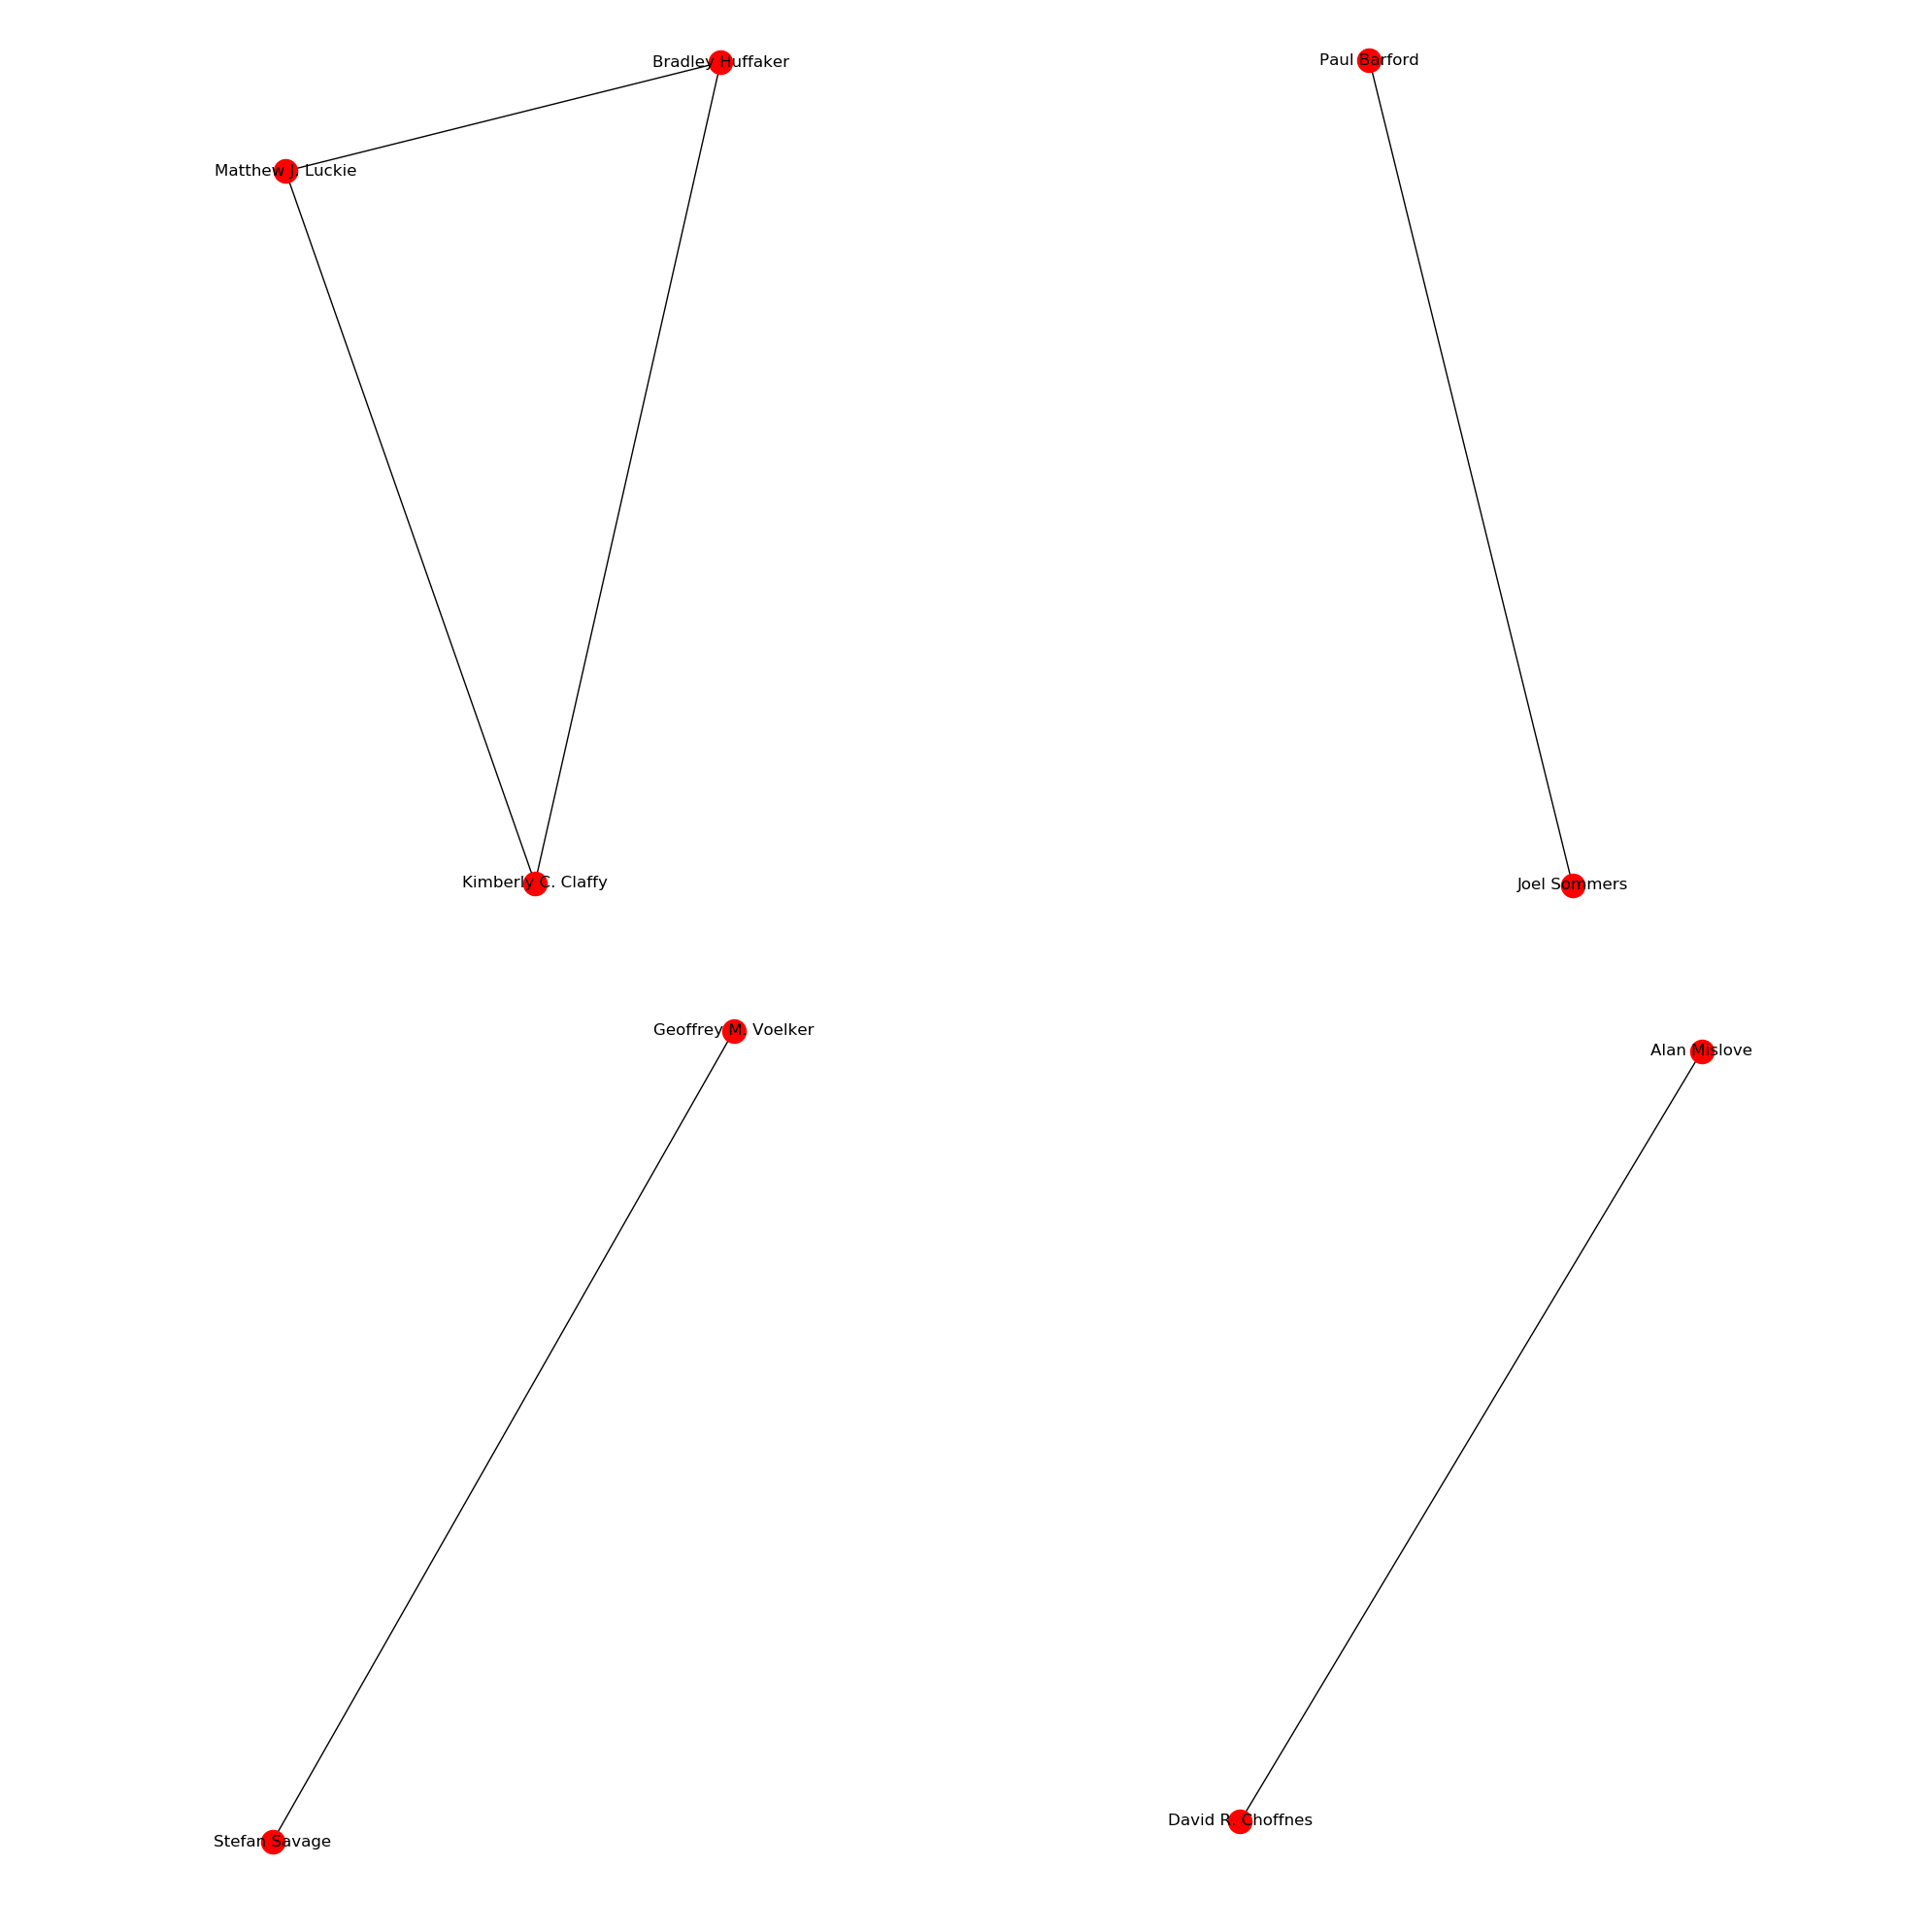 Bradley Huffaker
Paul Barford
Matthew J. Luckie
Kimberly C. Claffy
Joel Sommers
Geoffrey M. Voelker
Alan Mislove
David R. Choffnes
Stefan Savage